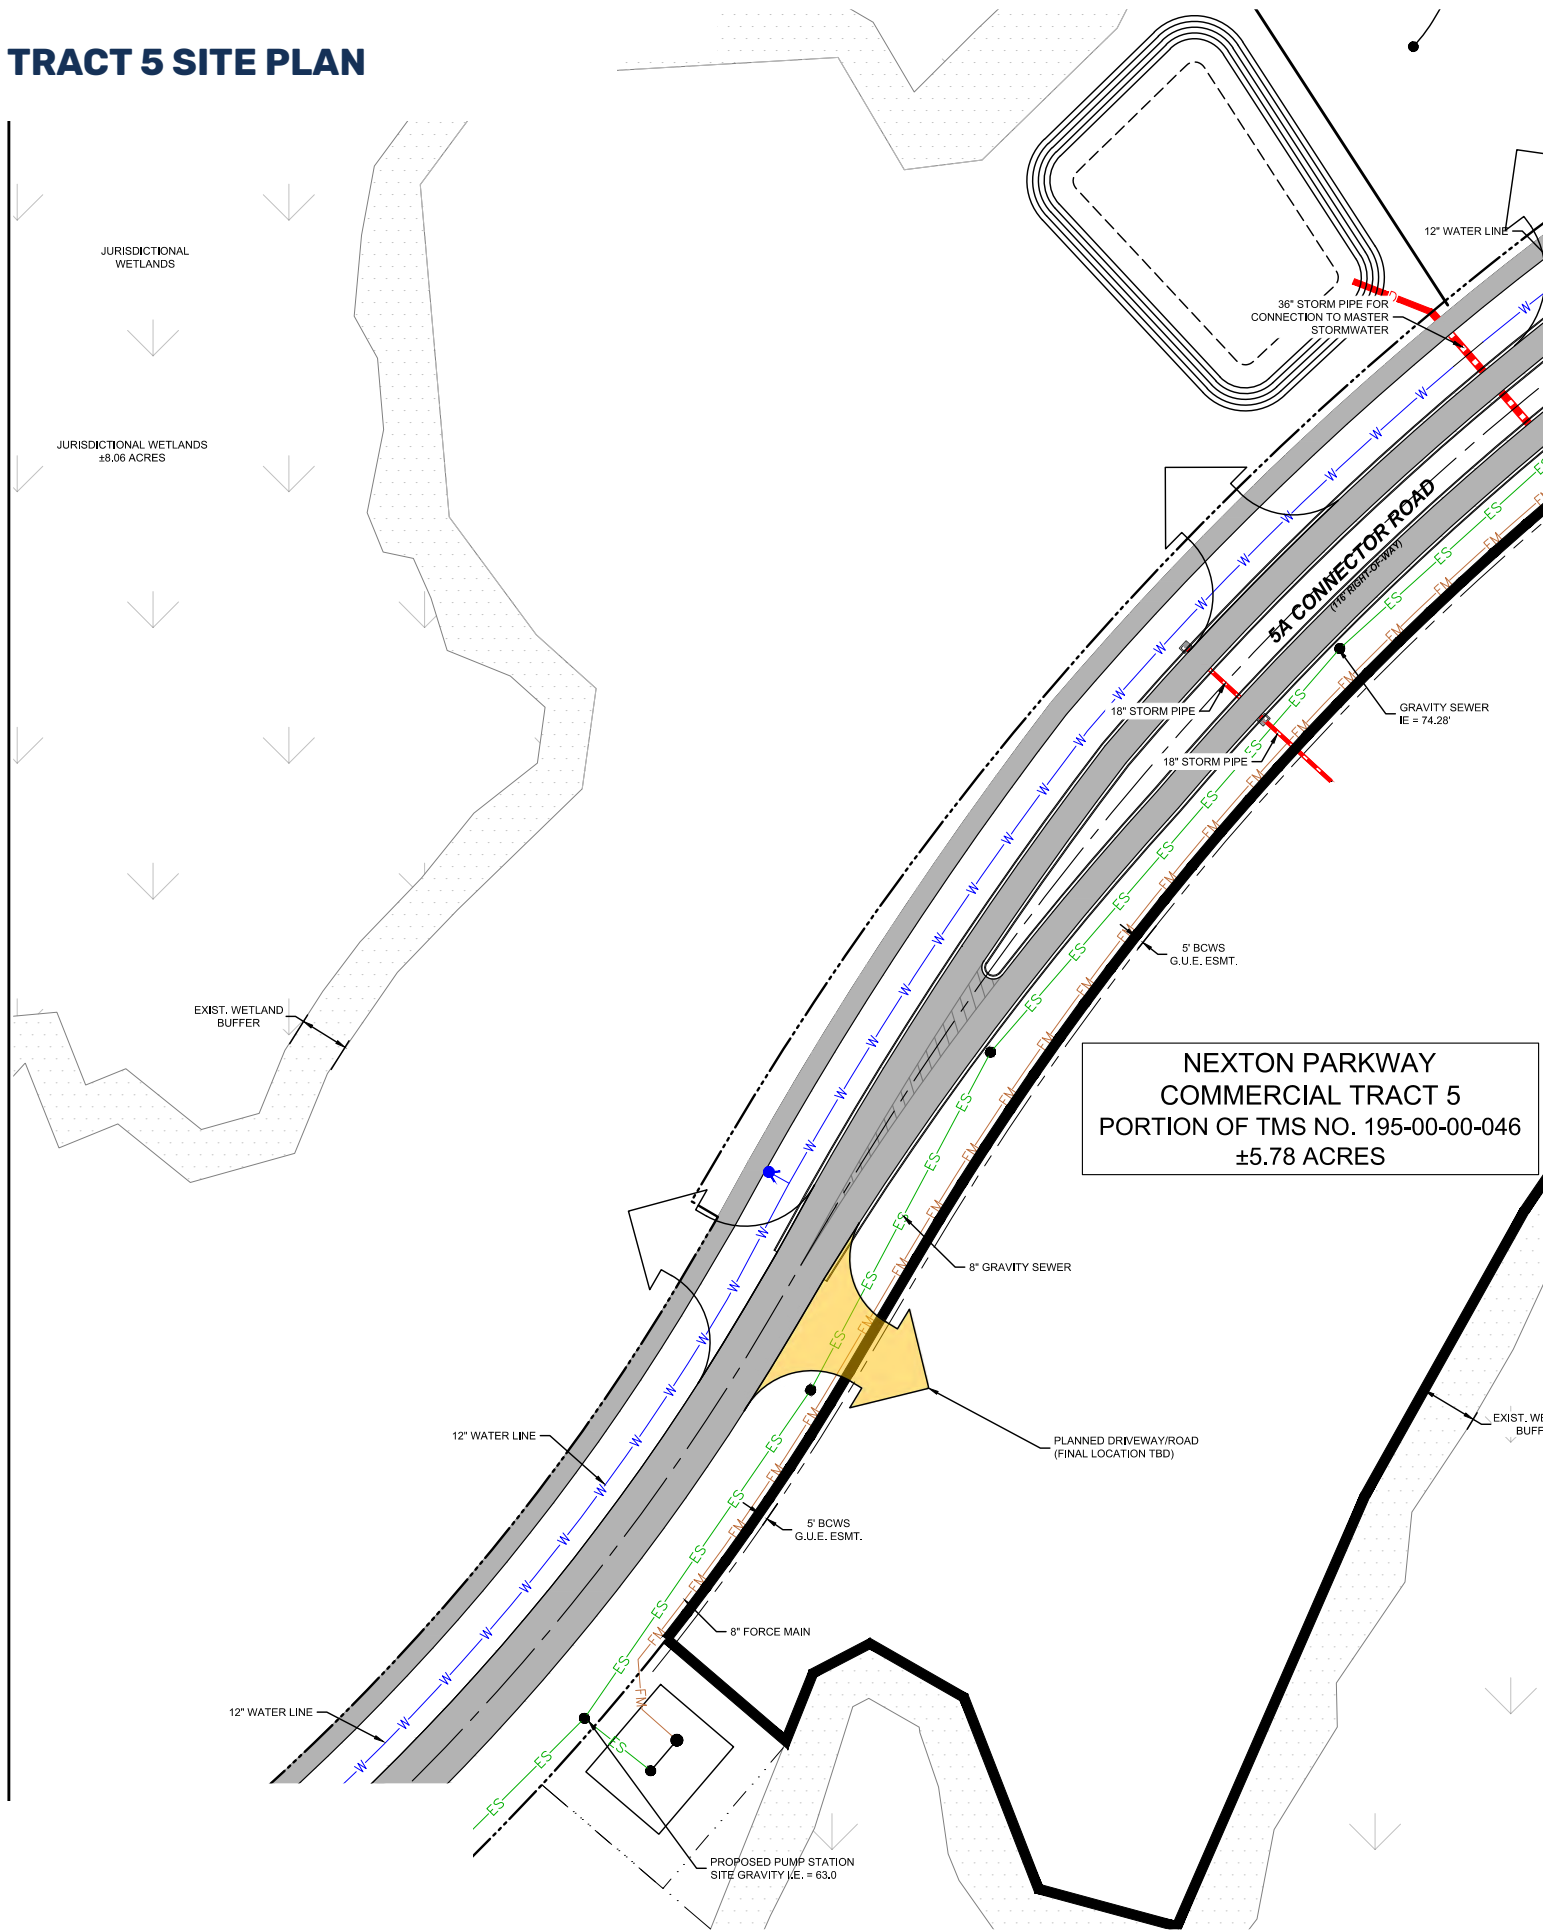 TRACT 5 SITE PLAN
JURISDICTIONAL
WETLANDS
12" WATER LINE
36" STORM PIPE FOR
CONNECTION TO MASTER
STORMWATER
JURISDICTIONAL WETLANDS
±8.06 ACRES
5A CONNECTOR ROAD
(116' RIGHT-OF-WAY)
18" STORM PIPE
GRAVITY SEWER
IE = 74.28'
18" STORM PIPE
5' BCWS
G.U.E. ESMT.
EXIST. WETLAND
BUFFER
NEXTON PARKWAY
COMMERCIAL TRACT 5
PORTION OF TMS NO. 195-00-00-046
±5.78 ACRES
8" GRAVITY SEWER
12" WATER LINE
PLANNED DRIVEWAY/ROAD
(FINAL LOCATION TBD)
EXIST. WE
BUFF
5' BCWS
G.U.E. ESMT.
8" FORCE MAIN
12" WATER LINE
PROPOSED PUMP STATION
SITE GRAVITY I.E. = 63.0